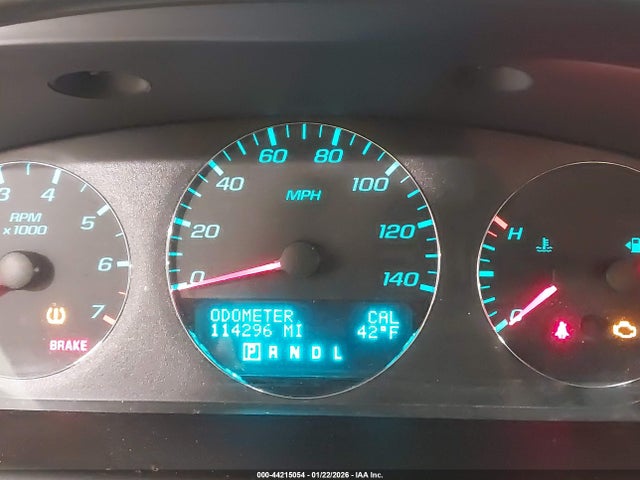 3 4 5 6 7
RPM
x 1000
BRAKE
0 20 40 60 80 100 120 140
MPH
ODOMETER CAL
114296 MI 42°F
P R N D L
H
C
000-44215054 - 01/22/2026 - © IAA Inc.